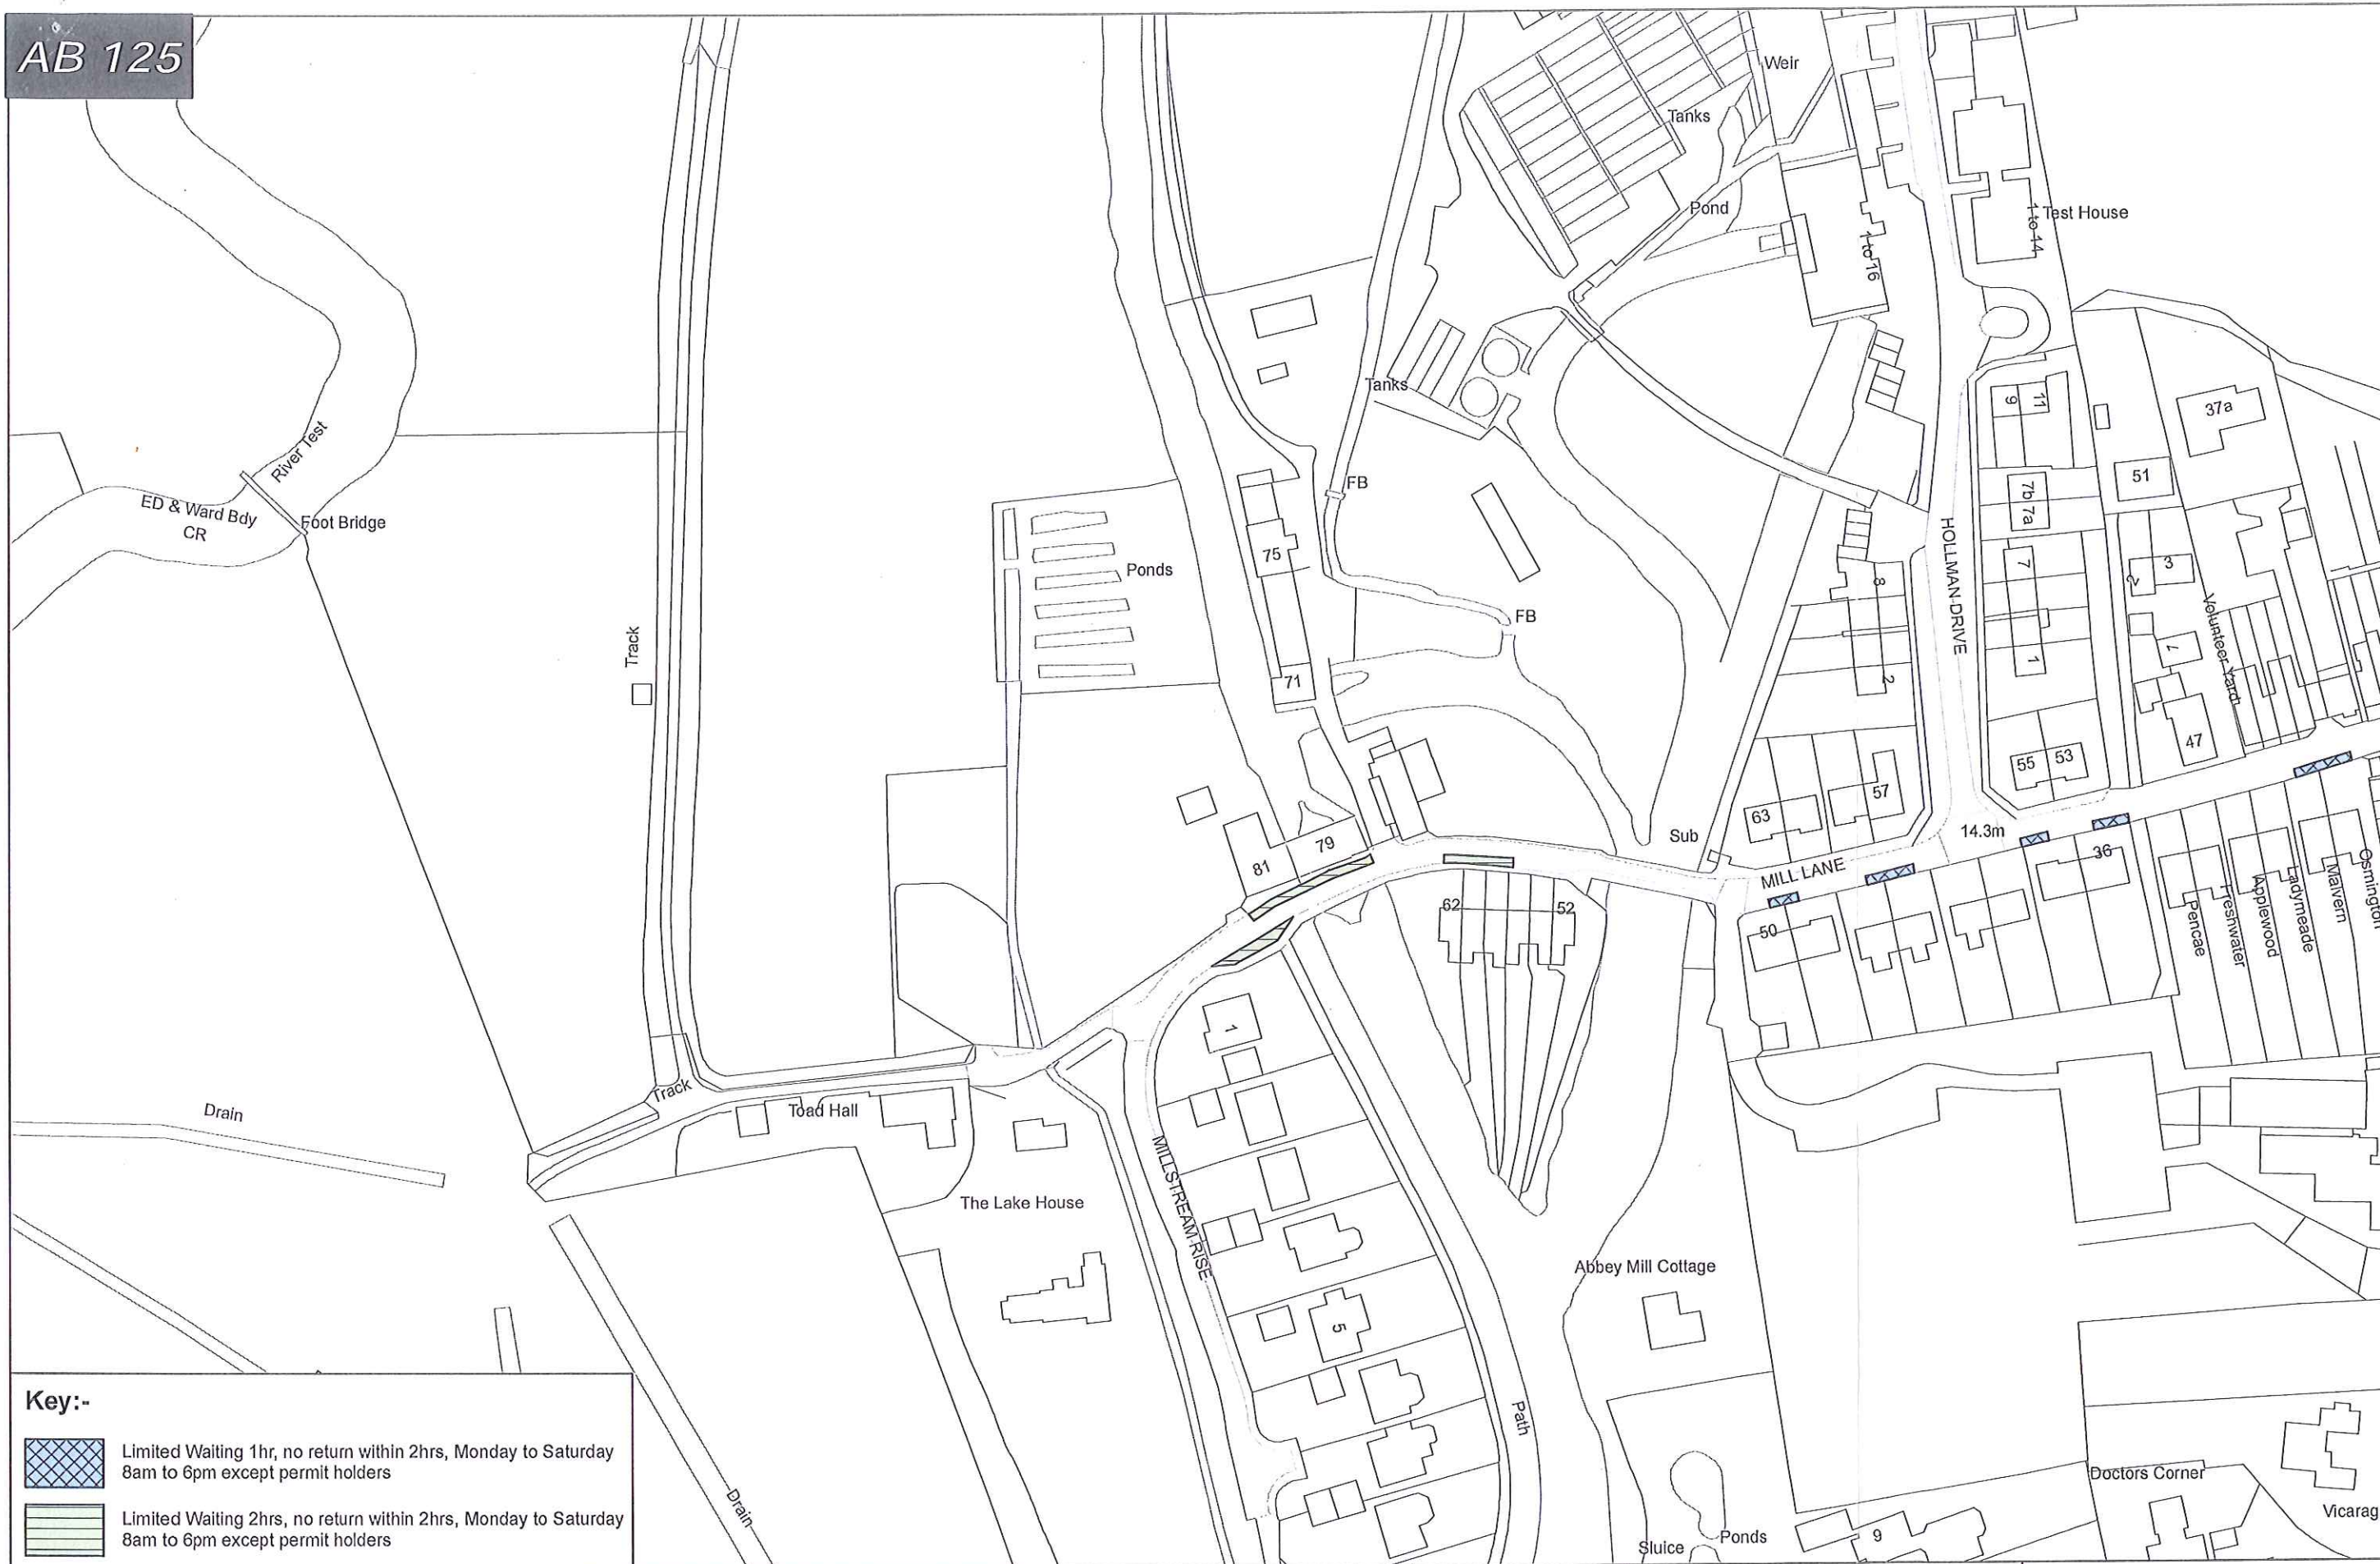 AB 125
Weir
Tanks
Pond
1 to 14
Test House
1 to 16
Tanks
River Test
ED & Ward Bdy
CR
Foot Bridge
FB
FB
Track
Ponds
75
71
9
11
37a
51
7b
7a
HOLLMAN DRIVE
8
2
7
1
2
3
1
Volunteer Yard
47
55
53
63
57
Sub
14.3m
MILL LANE
36
50
79
81
62
52
Pencae
Freshwater
Applewood
Ladymeade
Malvern
Osmington
Track
Toad Hall
Drain
The Lake House
1
MILLSTREAM RISE
5
Abbey Mill Cottage
Path
Drain
Doctors Corner
Vicarag
Ponds
Sluice
9
Key:-
Limited Waiting 1hr, no return within 2hrs, Monday to Saturday
8am to 6pm except permit holders
Limited Waiting 2hrs, no return within 2hrs, Monday to Saturday
8am to 6pm except permit holders